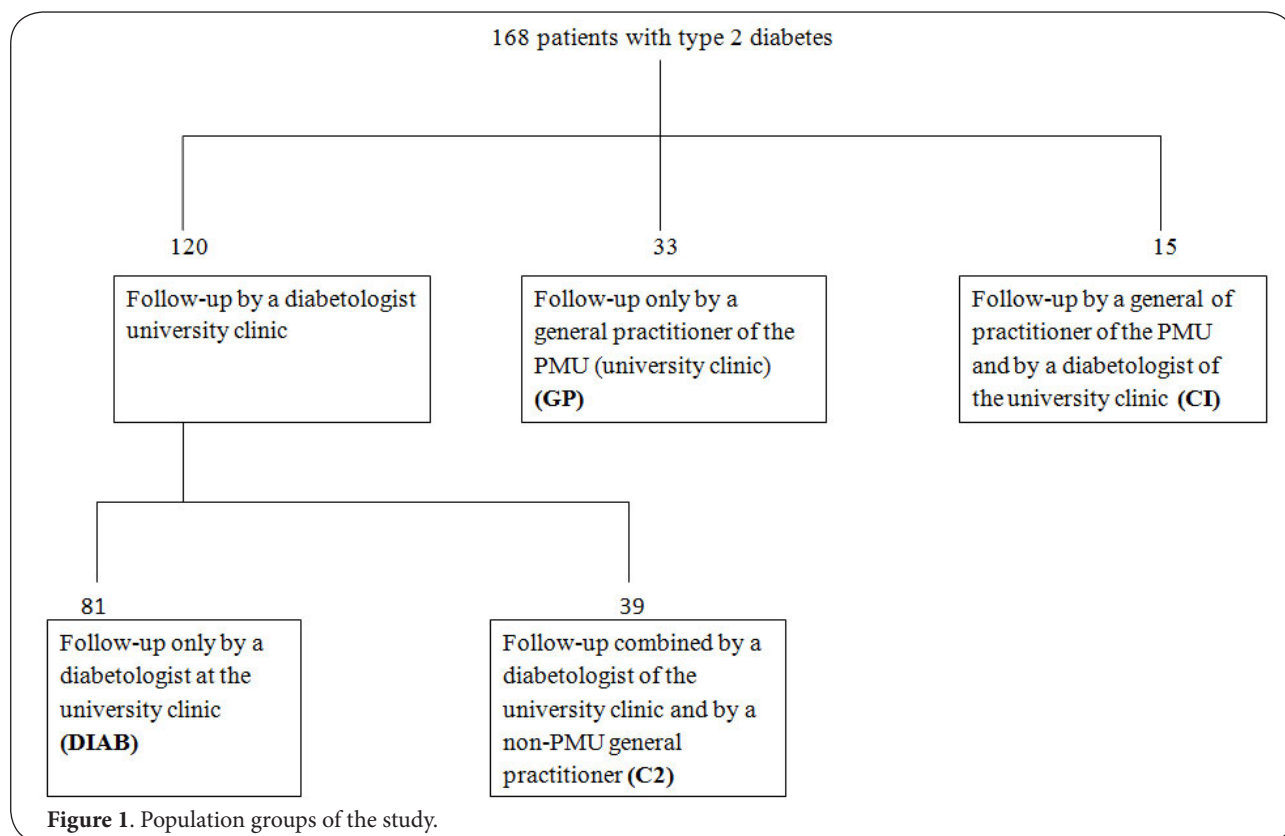 168 patients with type 2 diabetes
120
Follow-up by a diabetologist
university clinic
33
Follow-up only by a
general practitioner of the
PMU (university clinic)
(GP)
15
Follow-up by a general of
practitioner of the PMU
and by a diabetologist of
the university clinic (CI)
81
Follow-up only by a
diabetologist at the
university clinic
(DIAB)
39
Follow-up combined by a
diabetologist of the
university clinic and by a
non-PMU general
practitioner (C2)
Figure 1. Population groups of the study.